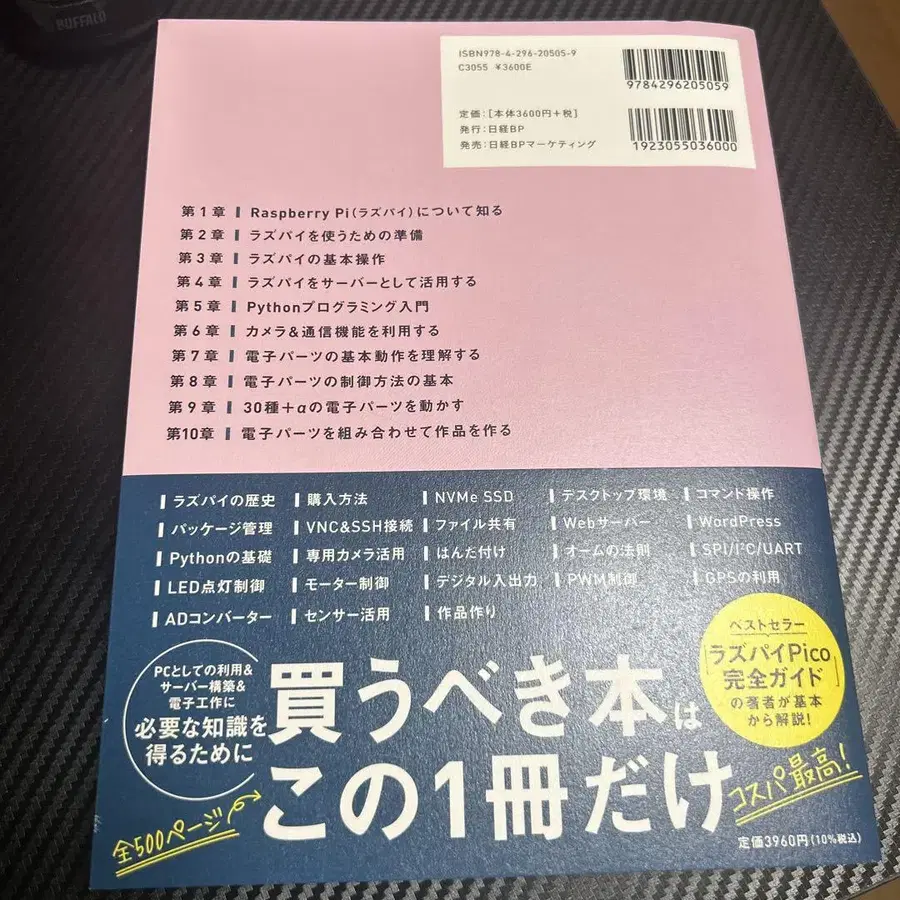 BUFFALO
ISBN978-4-296-20505-9
C3055 ¥3600E
9784296205059
定価：[本体3600円+税]
発行：日経BP
発売：日経BPマーケティング
1923055036000
第1章 Raspberry Pi（ラズパイ）について知る
第2章 ラズパイを使うための準備
第3章 ラズパイの基本操作
第4章 ラズパイをサーバーとして活用する
第5章 Pythonプログラミング入門
第6章 カメラ&通信機能を利用する
第7章 電子パーツの基本動作を理解する
第8章 電子パーツの制御方法の基本
第9章 30種+αの電子パーツを動かす
第10章 電子パーツを組み合わせて作品を作る
ラズパイの歴史 購入方法 NVMe SSD デスクトップ環境 コマンド操作
パッケージ管理 VNC&SSH接続 ファイル共有 Webサーバー WordPress
Pythonの基礎 専用カメラ活用 はんだ付け オームの法則 SPI/I²C/UART
LED点灯制御 モーター制御 デジタル入出力 PWM制御 GPSの利用
ADコンバーター センサー活用 作品作り
PCとしての利用&
サーバー構築&
電子工作に
必要な知識を
得るために
買うべき本は
この1冊だけ
ベストセラー
「ラズパイPico
完全ガイド」
の著者が基本
から解説！
全500ページ
コスパ最高！
定価3960円（10%税込）